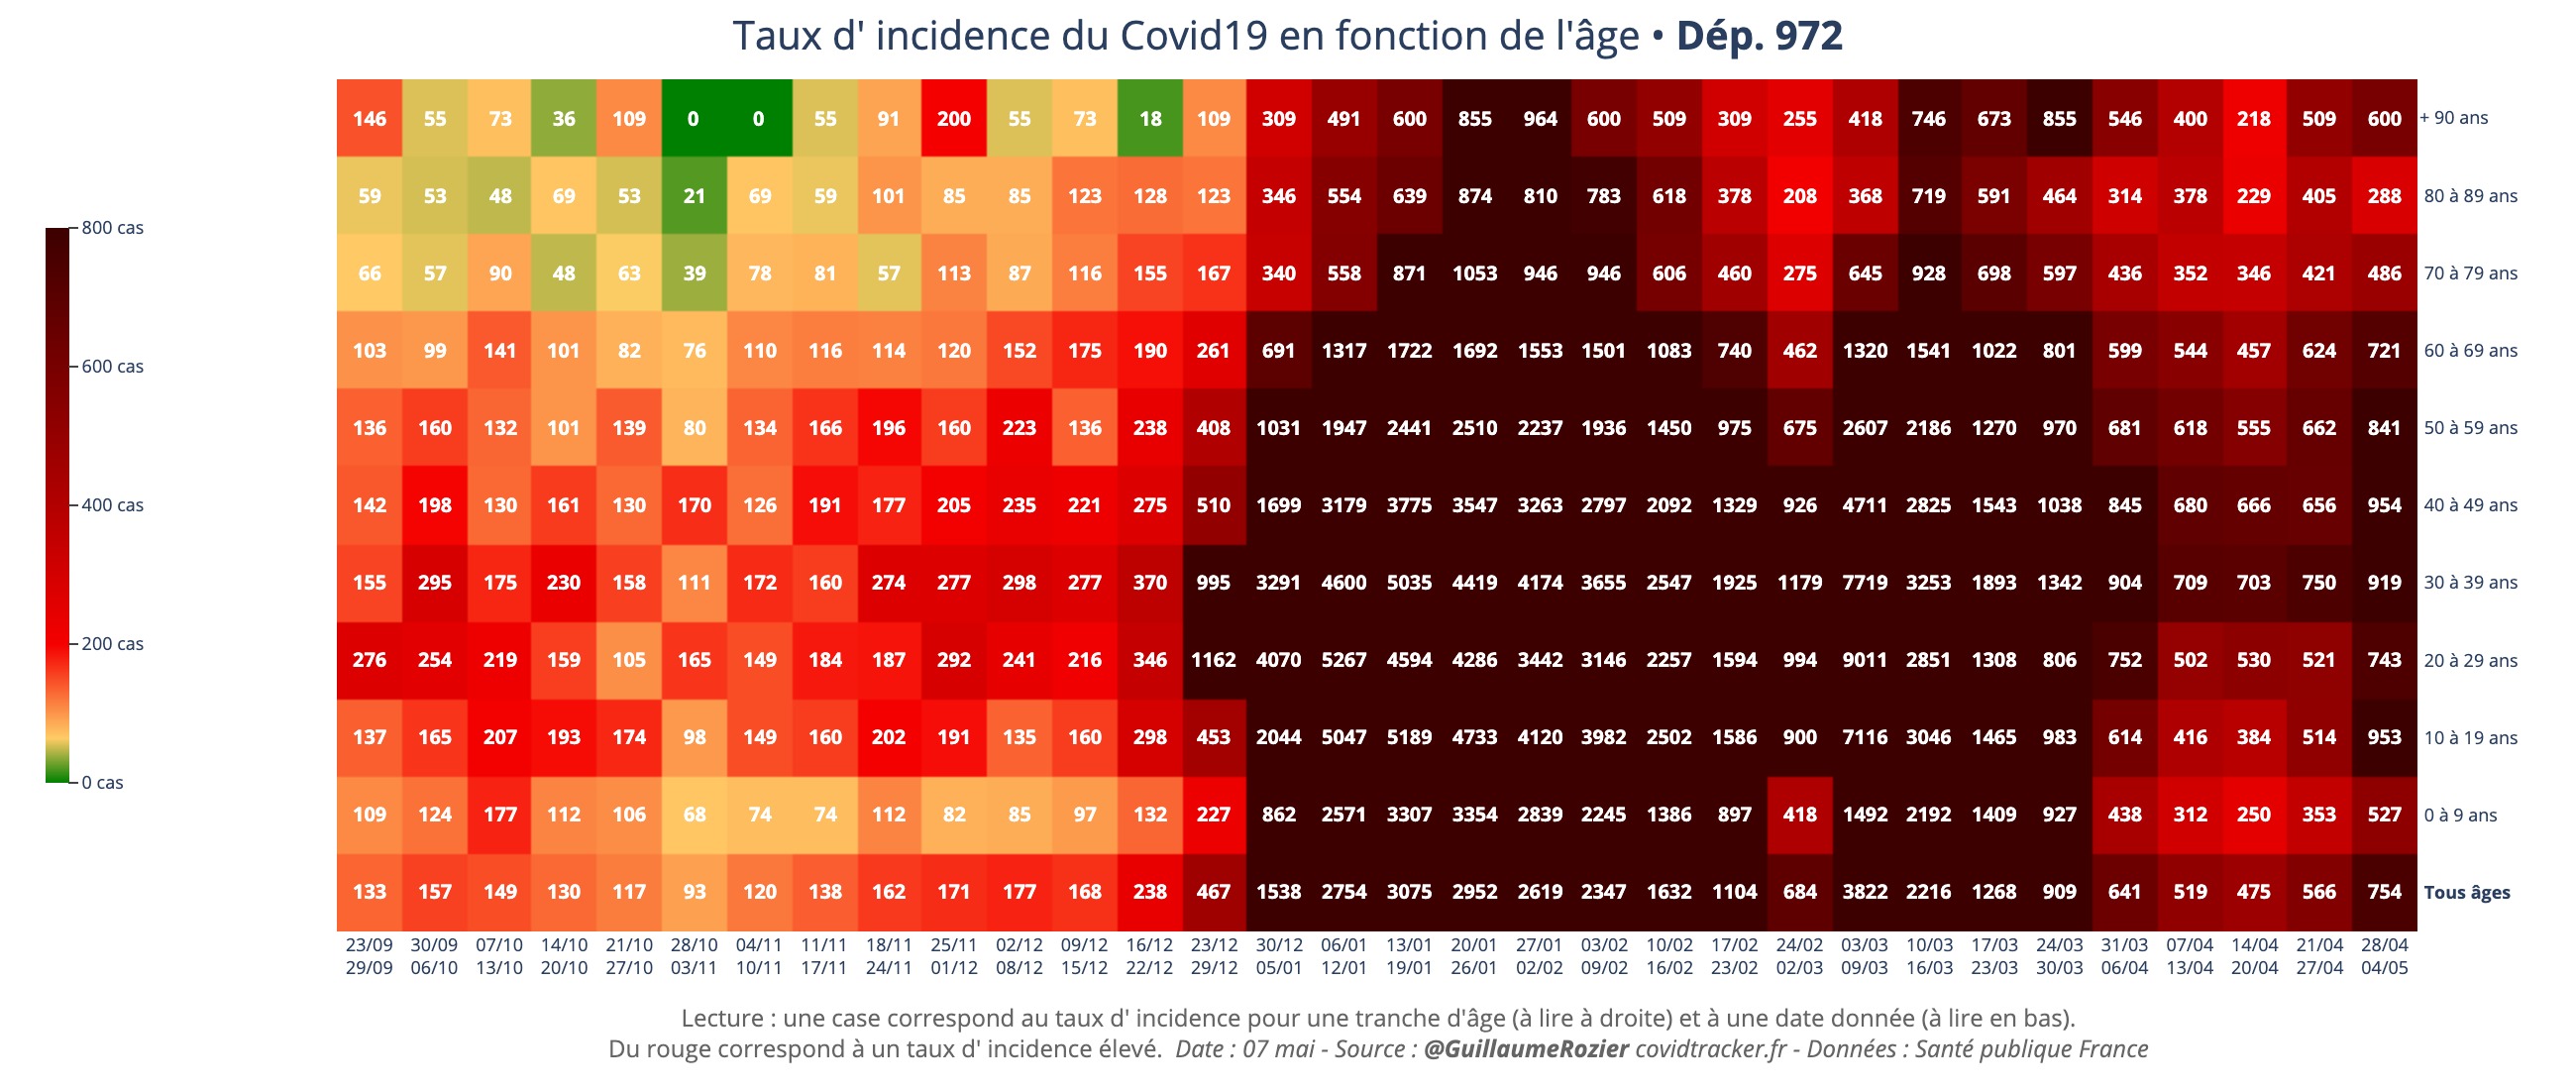 Taux d' incidence du Covid19 en fonction de l'âge • Dép. 972
146 55 73 36 109 0 0 55 91 200 55 73 18 109 309 491 600 855 964 600 509 309 255 418 746 673 855 546 400 218 509 600 + 90 ans
59 53 48 69 53 21 69 59 101 85 85 123 128 123 346 554 639 874 810 783 618 378 208 368 719 591 464 314 378 229 405 288 80 à 89 ans
800 cas
66 57 90 48 63 39 78 81 57 113 87 116 155 167 340 558 871 1053 946 946 606 460 275 645 928 698 597 436 352 346 421 486 70 à 79 ans
103 99 141 101 82 76 110 116 114 120 152 175 190 261 691 1317 1722 1692 1553 1501 1083 740 462 1320 1541 1022 801 599 544 457 624 721 60 à 69 ans
600 cas
136 160 132 101 139 80 134 166 196 160 223 136 238 408 1031 1947 2441 2510 2237 1936 1450 975 675 2607 2186 1270 970 681 618 555 662 841 50 à 59 ans
400 cas
142 198 130 161 130 170 126 191 177 205 235 221 275 510 1699 3179 3775 3547 3263 2797 2092 1329 926 4711 2825 1543 1038 845 680 666 656 954 40 à 49 ans
155 295 175 230 158 111 172 160 274 277 298 277 370 995 3291 4600 5035 4419 4174 3655 2547 1925 1179 7719 3253 1893 1342 904 709 703 750 919 30 à 39 ans
200 cas
276 254 219 159 105 165 149 184 187 292 241 216 346 1162 4070 5267 4594 4286 3442 3146 2257 1594 994 9011 2851 1308 806 752 502 530 521 743 20 à 29 ans
137 165 207 193 174 98 149 160 202 191 135 160 298 453 2044 5047 5189 4733 4120 3982 2502 1586 900 7116 3046 1465 983 614 416 384 514 953 10 à 19 ans
0 cas
109 124 177 112 106 68 74 74 112 82 85 97 132 227 862 2571 3307 3354 2839 2245 1386 897 418 1492 2192 1409 927 438 312 250 353 527 0 à 9 ans
133 157 149 130 117 93 120 138 162 171 177 168 238 467 1538 2754 3075 2952 2619 2347 1632 1104 684 3822 2216 1268 909 641 519 475 566 754 Tous âges
23/09 30/09 07/10 14/10 21/10 28/10 04/11 11/11 18/11 25/11 02/12 09/12 16/12 23/12 30/12 06/01 13/01 20/01 27/01 03/02 10/02 17/02 24/02 03/03 10/03 17/03 24/03 31/03 07/04 14/04 21/04 28/04
29/09 06/10 13/10 20/10 27/10 03/11 10/11 17/11 24/11 01/12 08/12 15/12 22/12 29/12 05/01 12/01 19/01 26/01 02/02 09/02 16/02 23/02 02/03 09/03 16/03 23/03 30/03 06/04 13/04 20/04 27/04 04/05
Lecture : une case correspond au taux d' incidence pour une tranche d'âge (à lire à droite) et à une date donnée (à lire en bas).
Du rouge correspond à un taux d' incidence élevé. Date : 07 mai - Source : @GuillaumeRozier covidtracker.fr - Données : Santé publique France